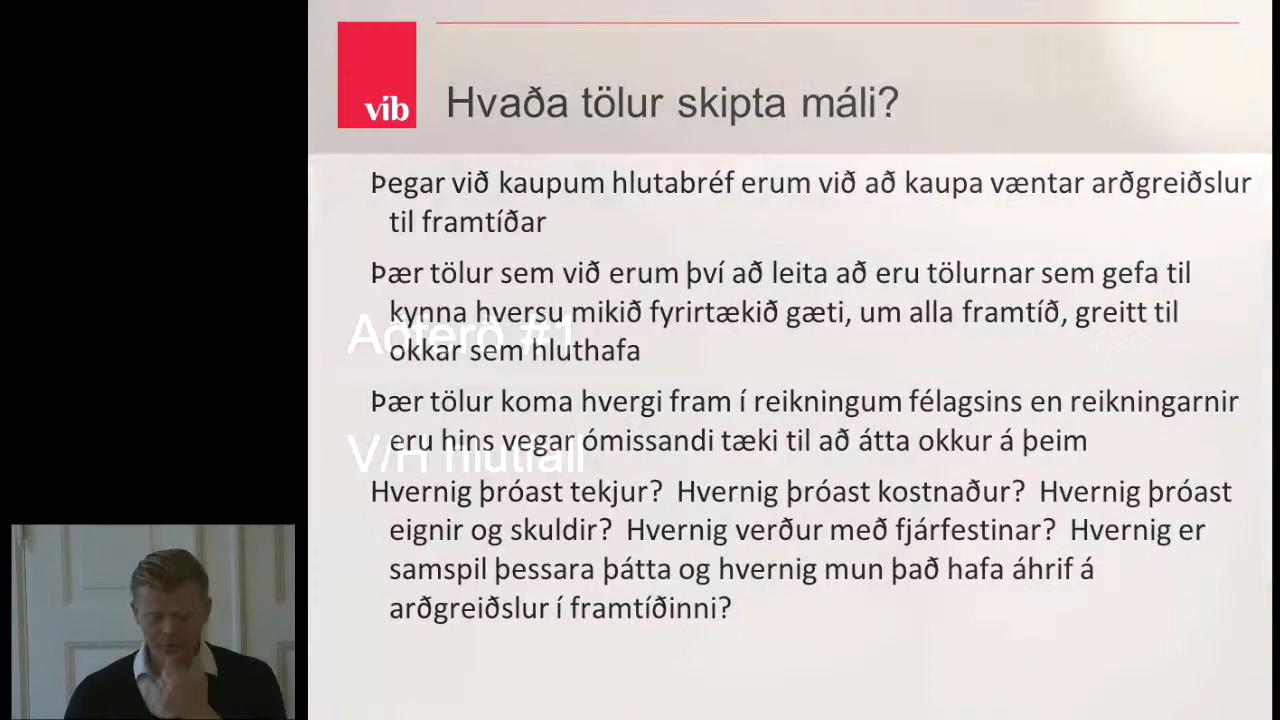 víb
Hvaða tölur skipta máli?
Þegar við kaupum hlutabréf erum við að kaupa væntar arðgreiðslur
til framtíðar
Þær tölur sem við erum því að leita að eru tölurnar sem gefa til
kynna hversu mikið fyrirtækið gæti, um alla framtíð, greitt til
Aðferð #1
okkar sem hluthafa
Þær tölur koma hvergi fram í reikningum félagsins en reikningarnir
eru hins vegar ómissandi tæki til að átta okkur á þeim
V/H hlutfall
Hvernig þróast tekjur? Hvernig þróast kostnaður? Hvernig þróast
eignir og skuldir? Hvernig verður með fjárfestinar? Hvernig er
samspil þessara þátta og hvernig mun það hafa áhrif á
arðgreiðslur í framtíðinni?